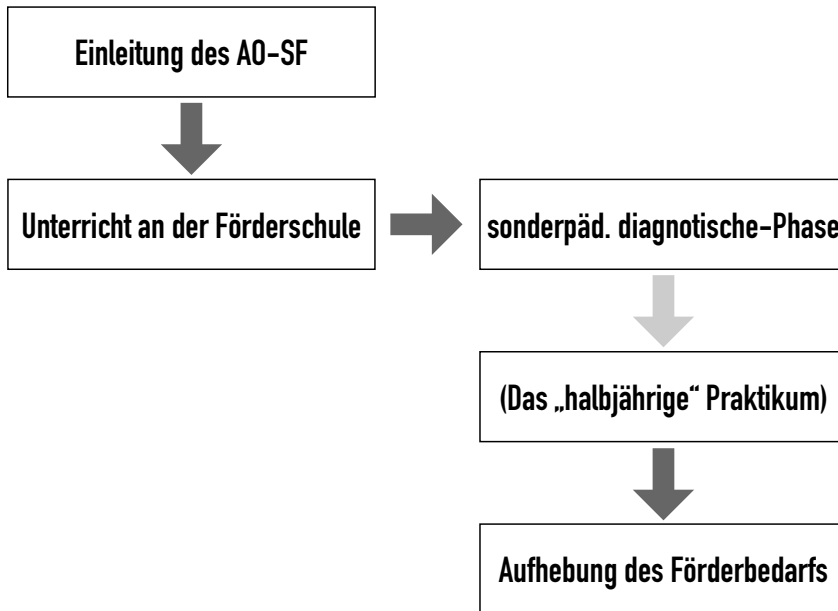 Einleitung des AO-SF
Unterricht an der Förderschule
sonderpäd. diagnotische-Phase
(Das „halbjährige“ Praktikum)
Aufhebung des Förderbedarfs